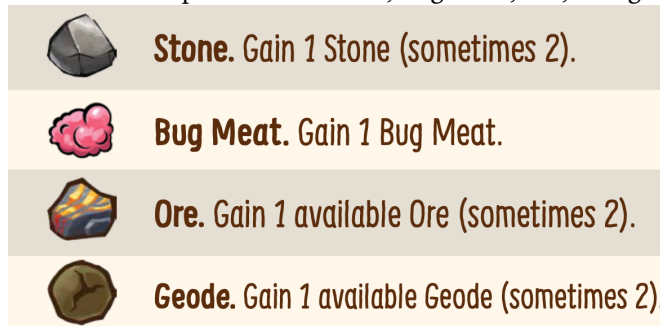 Stone. Gain 1 Stone (sometimes 2).
Bug Meat. Gain 1 Bug Meat.
Ore. Gain 1 available Ore (sometimes 2).
Geode. Gain 1 available Geode (sometimes 2)